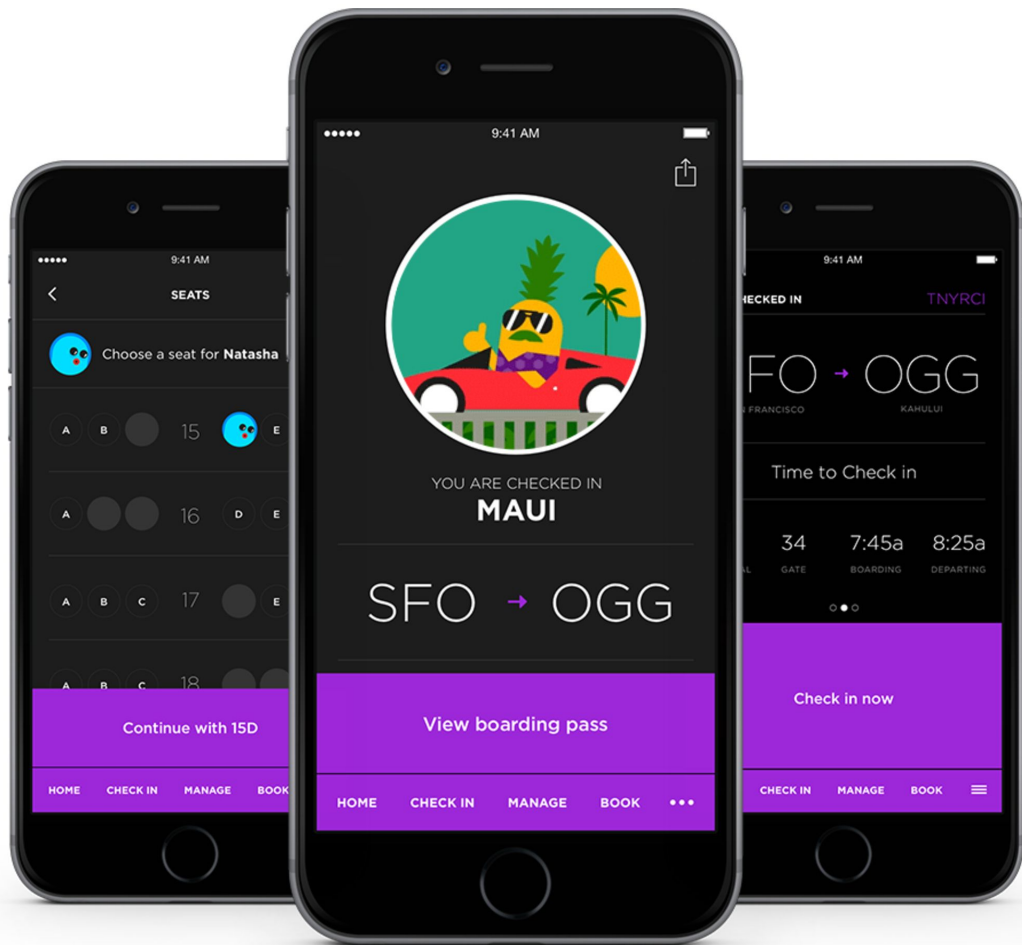 9:41 AM
SEATS
Choose a seat for Natasha
A B 15 E
A 16 D E
A B C 17 E
A B C 18
Continue with 15D
HOME CHECK IN MANAGE BOOK
9:41 AM
YOU ARE CHECKED IN
MAUI
SFO → OGG
View boarding pass
HOME CHECK IN MANAGE BOOK •••
9:41 AM
HECKED IN TNYRCI
FO → OGG
N FRANCISCO KAHULUI
Time to Check in
34 7:45a 8:25a
AL GATE BOARDING DEPARTING
Check in now
CHECK IN MANAGE BOOK